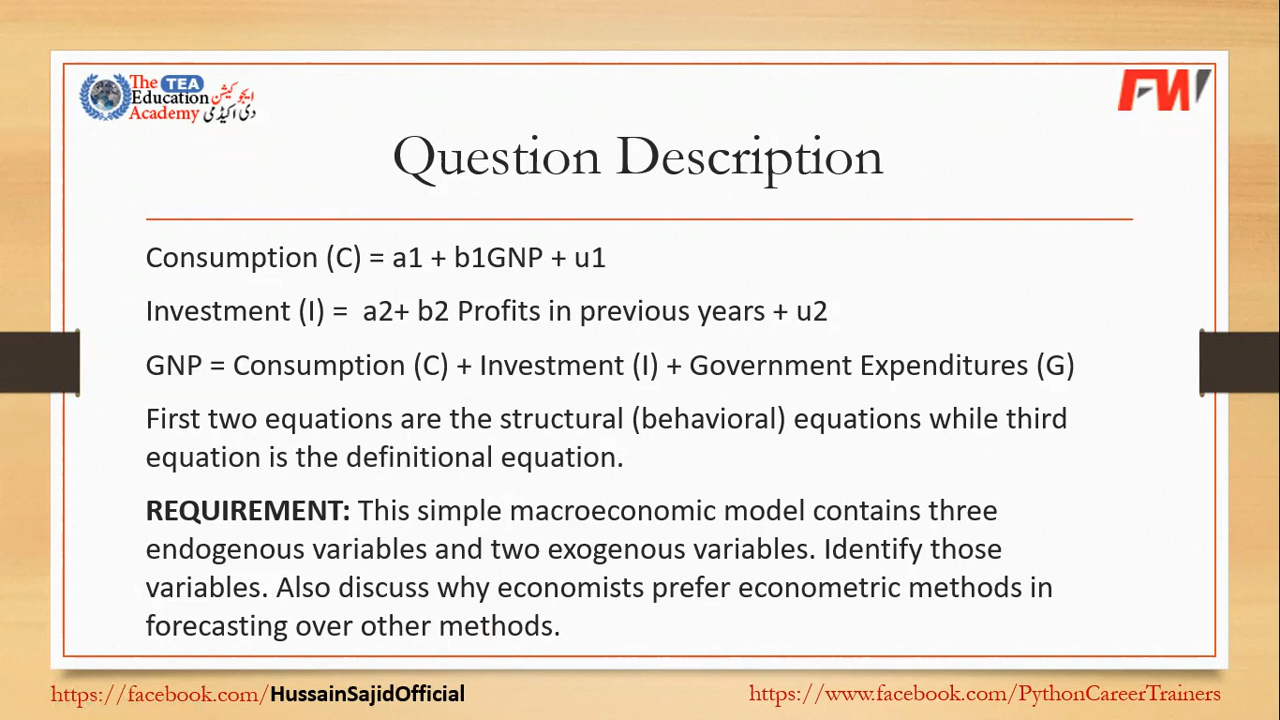 The TEA
Education ایجوکیشن
Academy دی اکیڈمی
FW
Question Description
Consumption (C) = a1 + b1GNP + u1
Investment (I) =  a2+ b2 Profits in previous years + u2
GNP = Consumption (C) + Investment (I) + Government Expenditures (G)
First two equations are the structural (behavioral) equations while third
equation is the definitional equation.
REQUIREMENT: This simple macroeconomic model contains three
endogenous variables and two exogenous variables. Identify those
variables. Also discuss why economists prefer econometric methods in
forecasting over other methods.
https://facebook.com/HussainSajidOfficial
https://www.facebook.com/PythonCareerTrainers